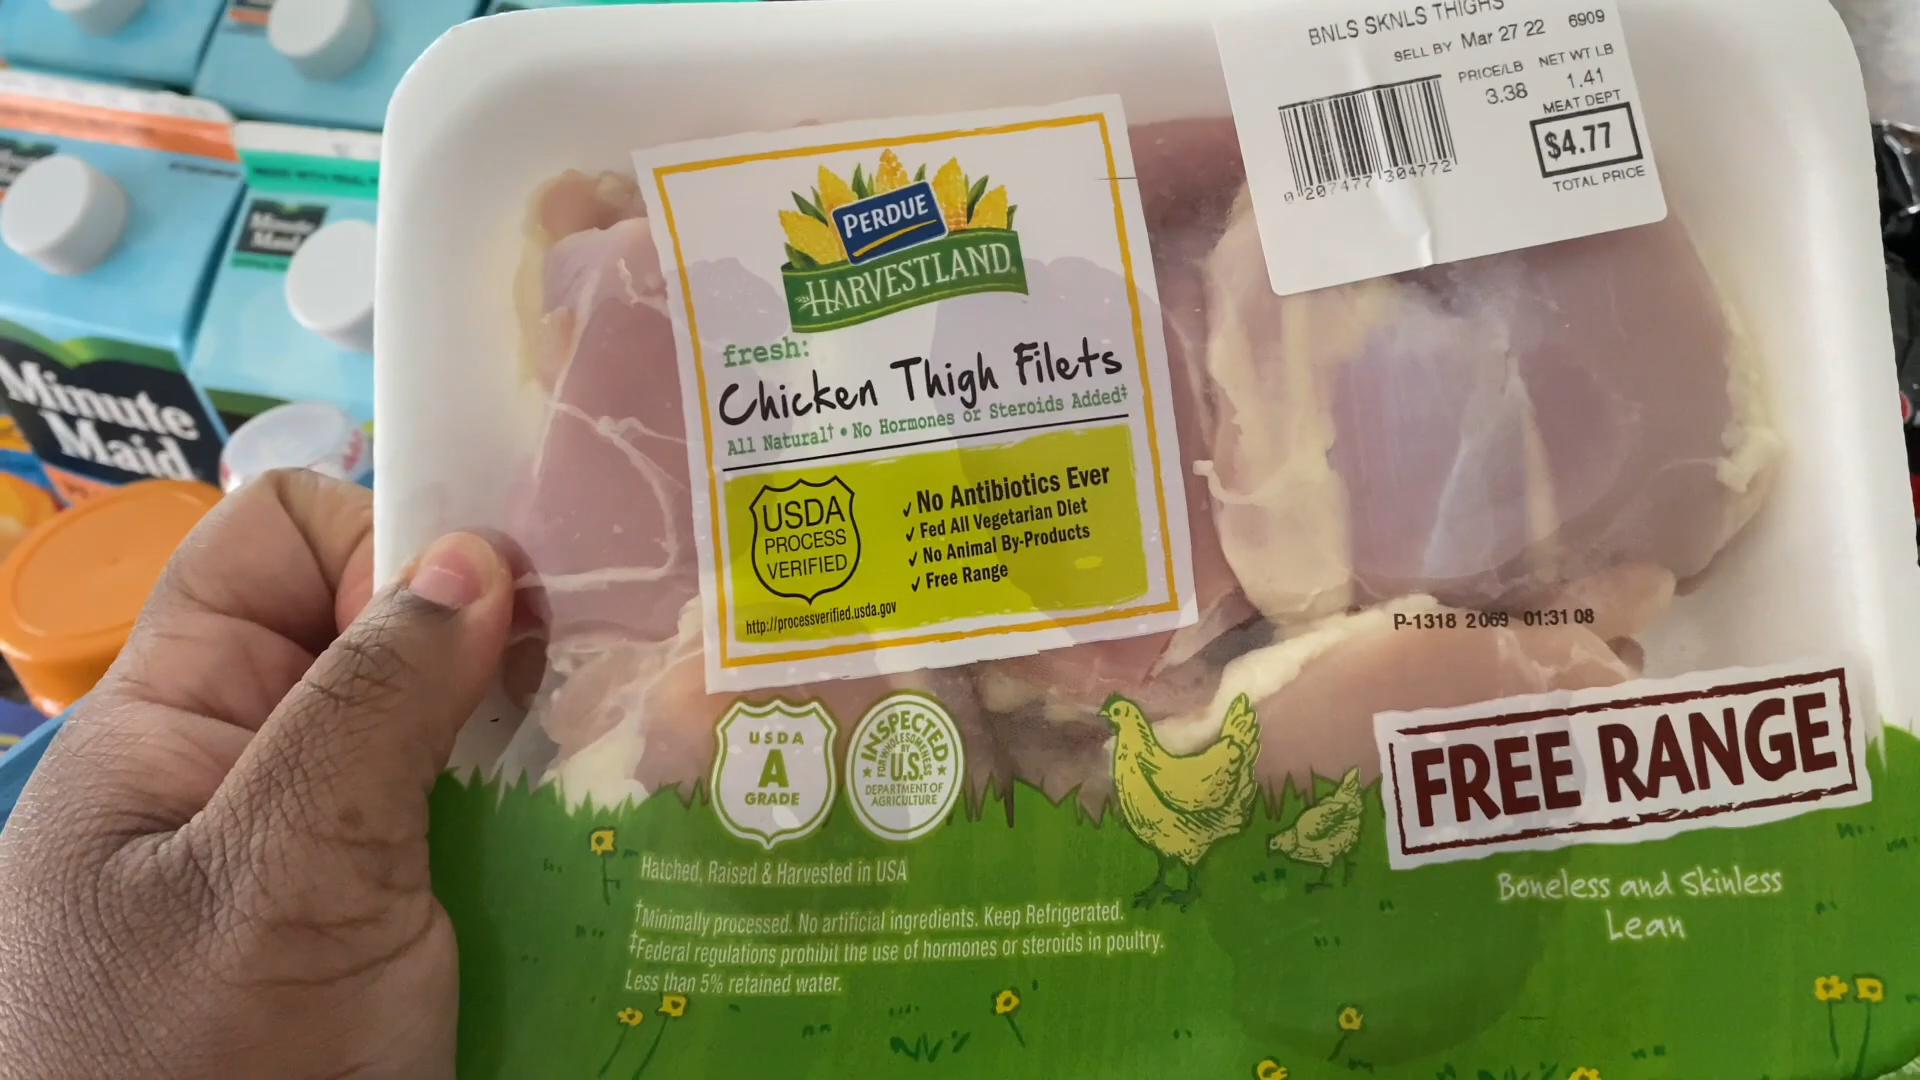 BNLS SKNLS THIGHS
SELL BY Mar 27 22 6909
PRICE/LB NET WT LB
3.38 1.41
MEAT DEPT
$4.77
TOTAL PRICE
0 207477 304772
PERDUE
HARVESTLAND®
fresh:
Chicken Thigh Filets
All Natural† • No Hormones or Steroids Added‡
USDA
PROCESS
VERIFIED
✓ No Antibiotics Ever
✓ Fed All Vegetarian Diet
✓ No Animal By-Products
✓ Free Range
http://processverified.usda.gov
P-1318 2069 01:31 08
USDA
A
GRADE
INSPECTED
FOR WHOLESOMENESS
BY
U.S.
DEPARTMENT OF
AGRICULTURE
FREE RANGE
Boneless and Skinless
Lean
Hatched, Raised & Harvested in USA
†Minimally processed. No artificial ingredients. Keep Refrigerated.
‡Federal regulations prohibit the use of hormones or steroids in poultry.
Less than 5% retained water.
Minute
Maid
Minute
Maid